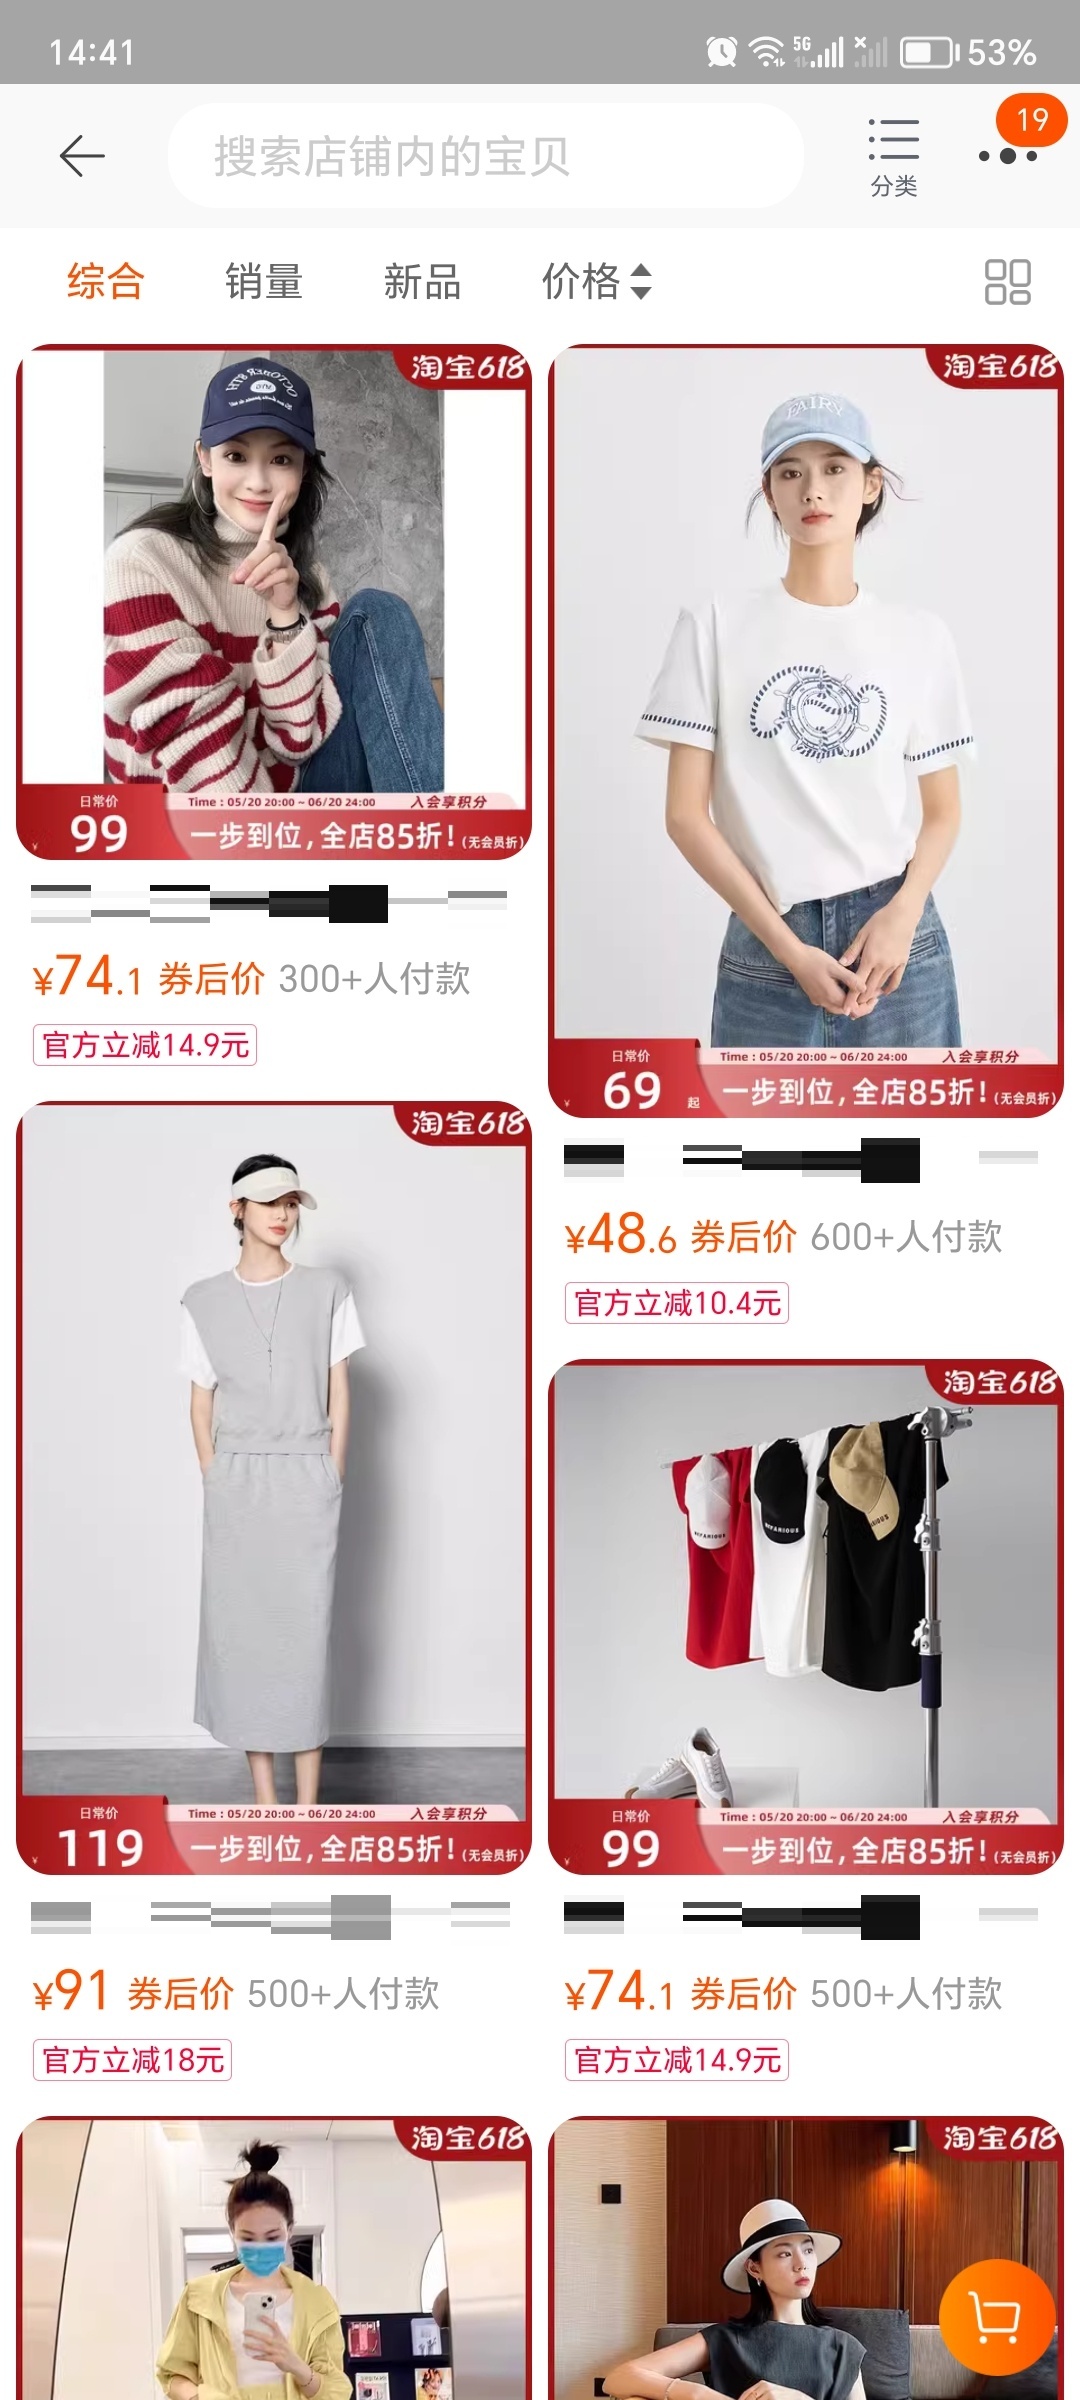 14:41
5G
53%
搜索店铺内的宝贝
分类
19
综合
销量
新品
价格
淘宝618
OCTOBER 8TH
日常价
¥
99
Time : 05/20 20:00 ~ 06/20 24:00
入会享积分
一步到位,全店85折!(无会员折)
¥74.1 券后价 300+人付款
官方立减14.9元
淘宝618
FAIRY
日常价
¥
69
起
Time : 05/20 20:00 ~ 06/20 24:00
入会享积分
一步到位,全店85折!(无会员折)
¥48.6 券后价 600+人付款
官方立减10.4元
淘宝618
日常价
¥
119
Time : 05/20 20:00 ~ 06/20 24:00
入会享积分
一步到位,全店85折!(无会员折)
¥91 券后价 500+人付款
官方立减18元
淘宝618
日常价
¥
99
Time : 05/20 20:00 ~ 06/20 24:00
入会享积分
一步到位,全店85折!(无会员折)
¥74.1 券后价 500+人付款
官方立减14.9元
淘宝618
淘宝618